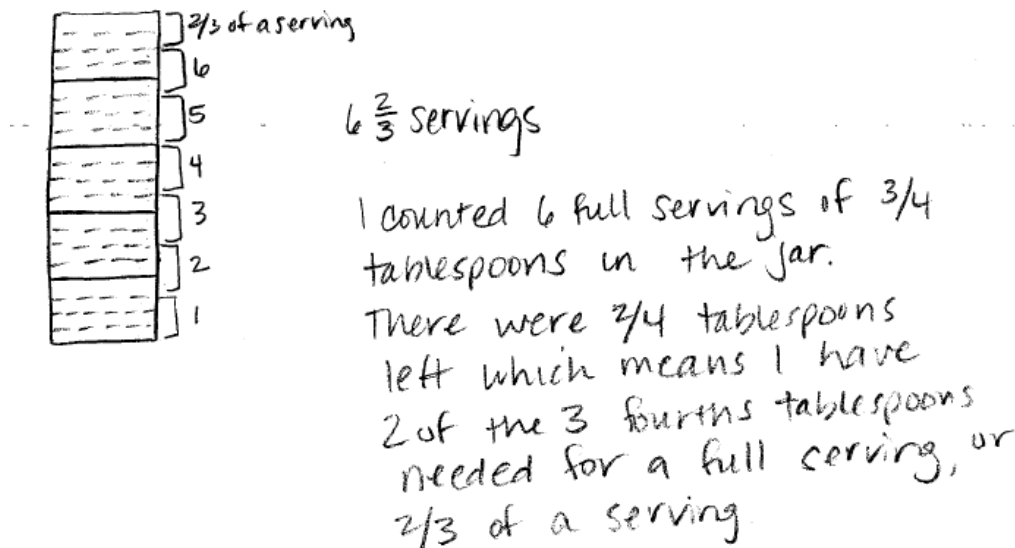 2/3 of a serving
6
5
4
3
2
1
6 2/3 servings
I counted 6 full servings of 3/4
tablespoons in the jar.
There were 2/4 tablespoons
left which means I have
2 of the 3 fourths tablespoons
needed for a full serving, or
2/3 of a serving